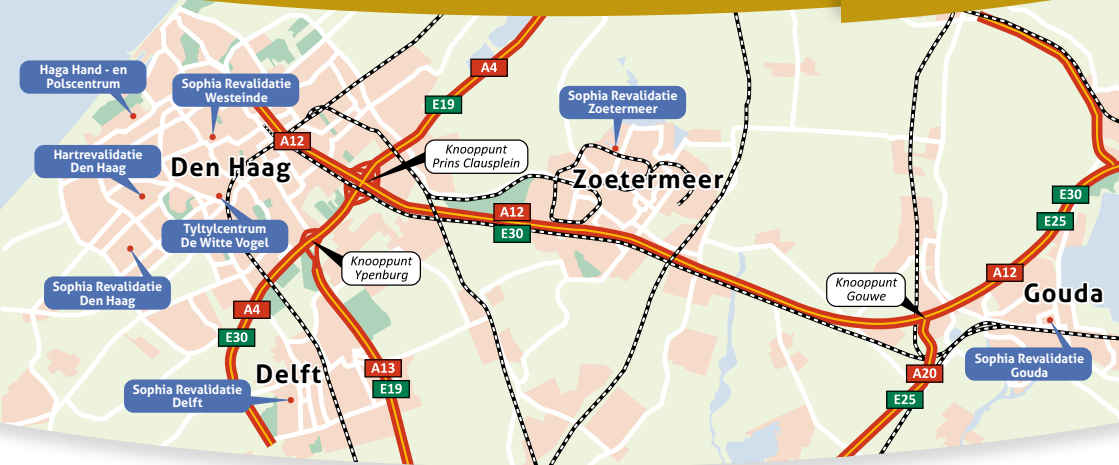 Haga Hand - en
Polscentrum
Sophia Revalidatie
Westeinde
A4
E19
Sophia Revalidatie
Zoetermeer
A12
Knooppunt
Prins Clausplein
Hartrevalidatie
Den Haag
Den Haag
Zoetermeer
E30
E25
A12
E30
Tyltylcentrum
De Witte Vogel
Knooppunt
Ypenburg
Sophia Revalidatie
Den Haag
Knooppunt
Gouwe
A12
Gouda
A4
E30
Sophia Revalidatie
Gouda
A13
E19
Delft
Sophia Revalidatie
Delft
A20
E25